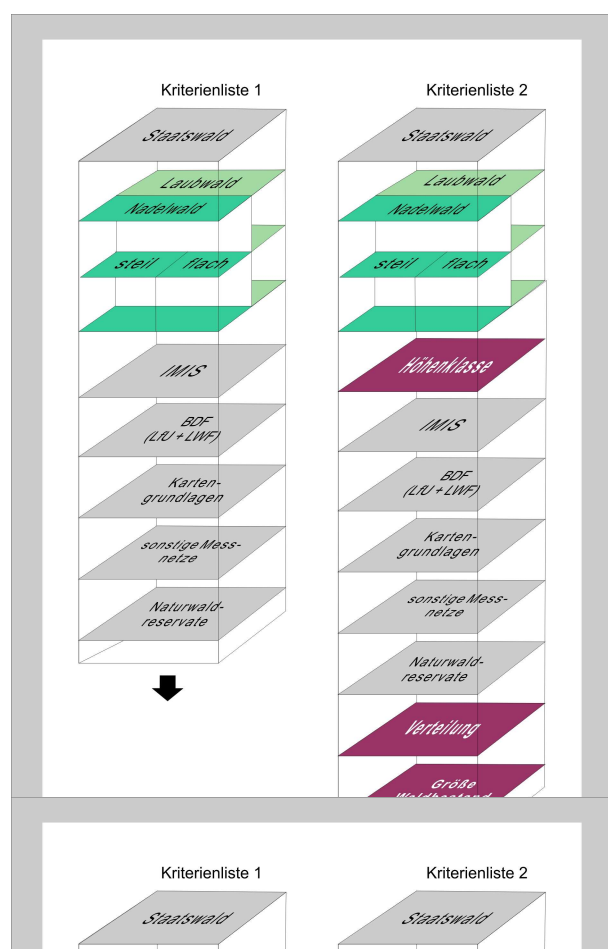 Kriterienliste 1
Staatswald
Laubwald
Nadelwald
steil flach
IMIS
BDF
(LfU + LWF)
Karten-
grundlagen
sonstige Mess-
netze
Naturwald-
reservate
Kriterienliste 2
Staatswald
Laubwald
Nadelwald
steil flach
Höhenklasse
IMIS
BDF
(LfU + LWF)
Karten-
grundlagen
sonstige Mess-
netze
Naturwald-
reservate
Verteilung
Größe
Waldbestand
Kriterienliste 1
Staatswald
Kriterienliste 2
Staatswald